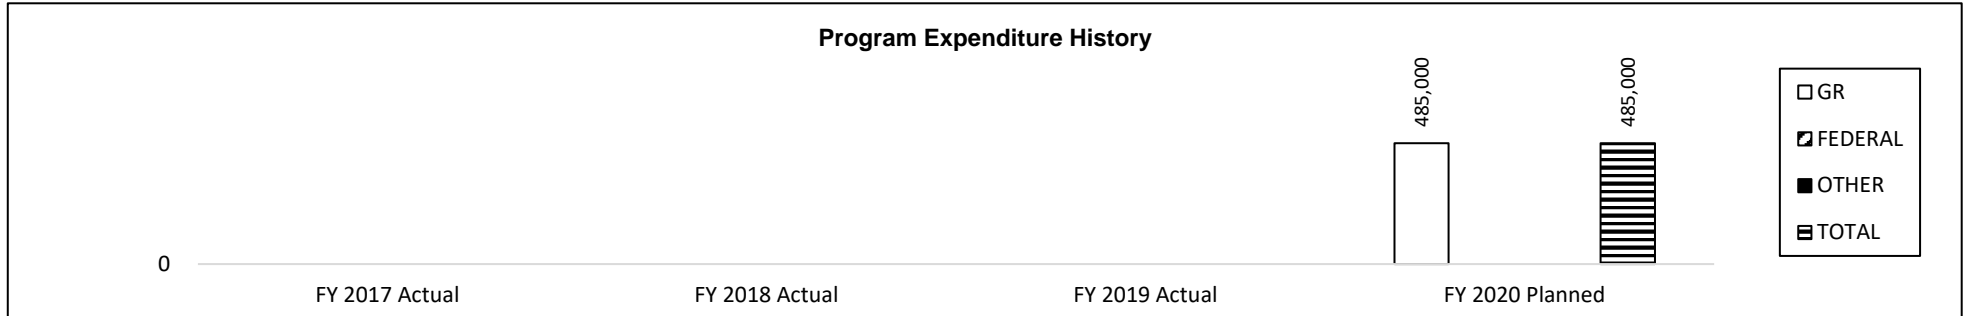 Program Expenditure History
485,000
485,000
GR
FEDERAL
OTHER
TOTAL
0
FY 2017 Actual
FY 2018 Actual
FY 2019 Actual
FY 2020 Planned